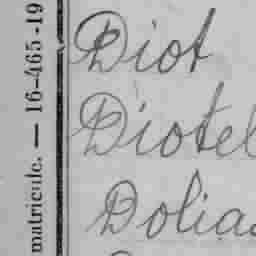 matricule. — 16-465-19
Diot
Diotel
Dolia